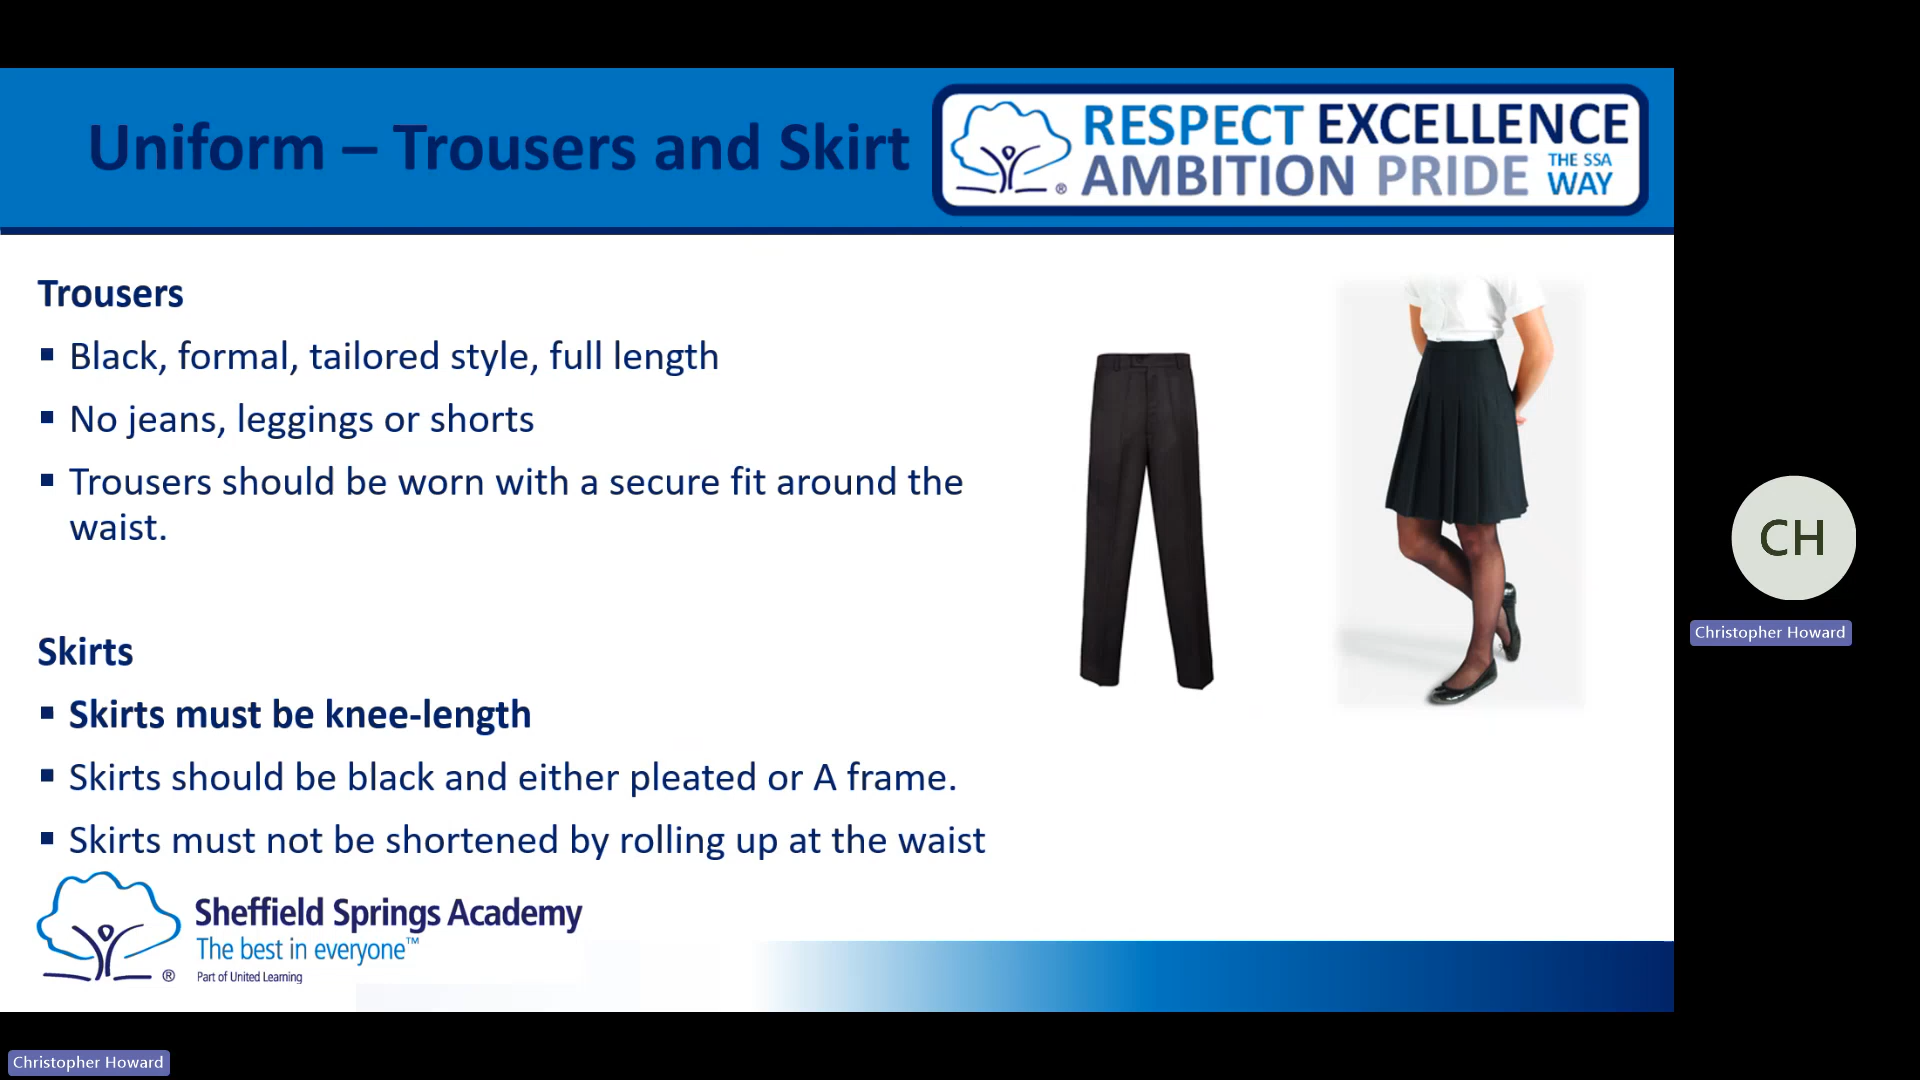 Uniform – Trousers and Skirt
RESPECT EXCELLENCE
AMBITION PRIDE THE SSA WAY
®
Trousers
▪ Black, formal, tailored style, full length
▪ No jeans, leggings or shorts
▪ Trousers should be worn with a secure fit around the
waist.
Skirts
▪ Skirts must be knee-length
▪ Skirts should be black and either pleated or A frame.
▪ Skirts must not be shortened by rolling up at the waist
Sheffield Springs Academy
The best in everyone™
® Part of United Learning
CH
Christopher Howard
Christopher Howard